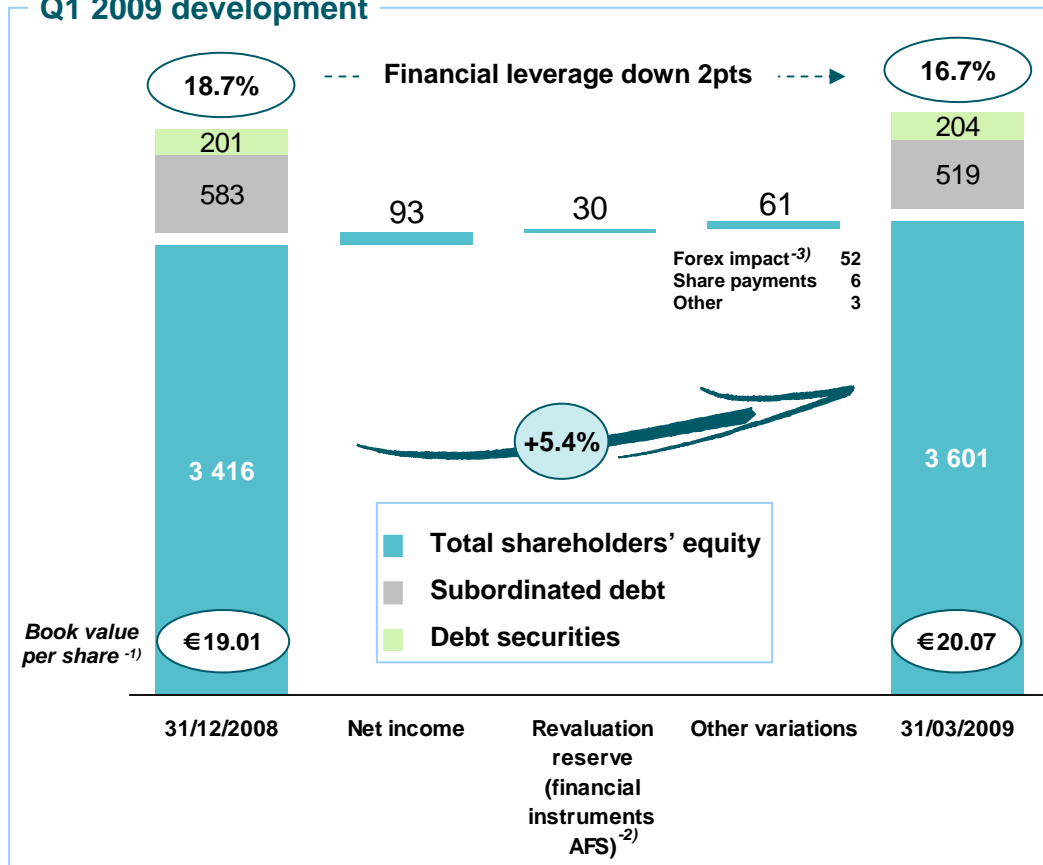 Q1 2009 development
18.7%
Financial leverage down 2pts
16.7%
201
204
583
519
93
30
61
Forex impact-3) 52
Share payments 6
Other 3
+5.4%
3 416
3 601
Total shareholders’ equity
Subordinated debt
Debt securities
Book value
per share -1)
€19.01
€20.07
31/12/2008
Net income
Revaluation
reserve
(financial
instruments
AFS)-2)
Other variations
31/03/2009